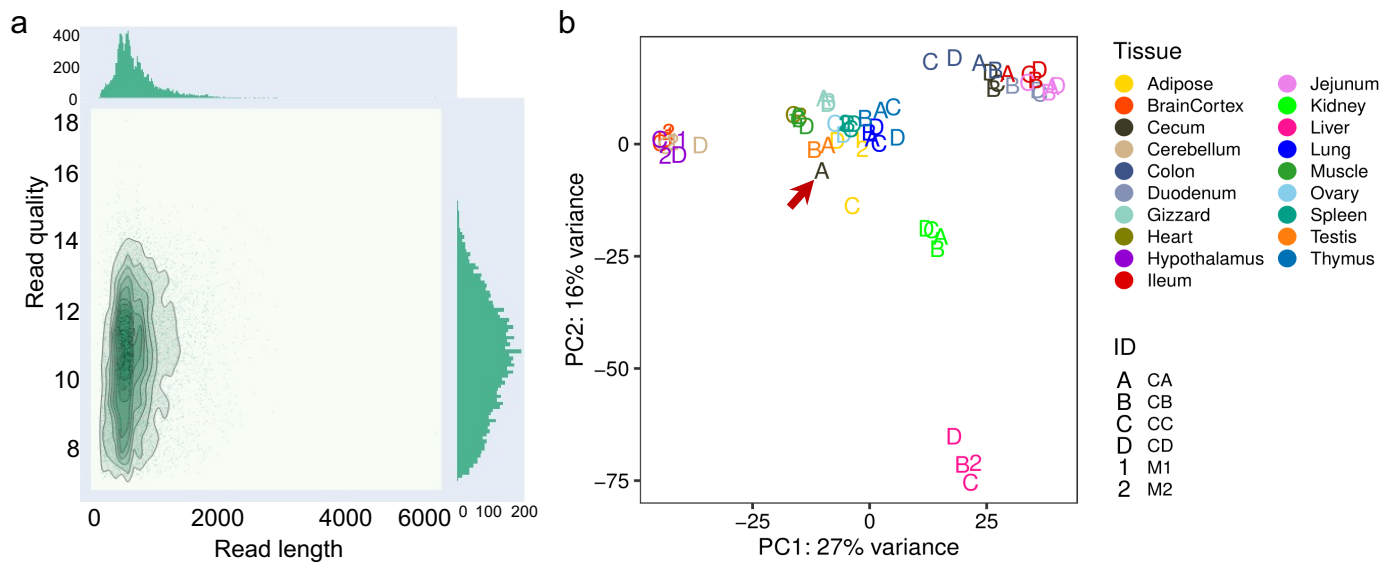 a
400
200
0
18
16
14
12
10
8
Read quality
0
2000
4000
6000
Read length
0 100 200
b
0
−25
−50
−75
PC2: 16% variance
−25
0
25
PC1: 27% variance
C D A
A
B
C
D
C
D C A
B
D
B2
C
Tissue
Adipose
BrainCortex
Cecum
Cerebellum
Colon
Duodenum
Gizzard
Heart
Hypothalamus
Ileum
Jejunum
Kidney
Liver
Lung
Muscle
Ovary
Spleen
Testis
Thymus
ID
A CA
B CB
C CC
D CD
1 M1
2 M2